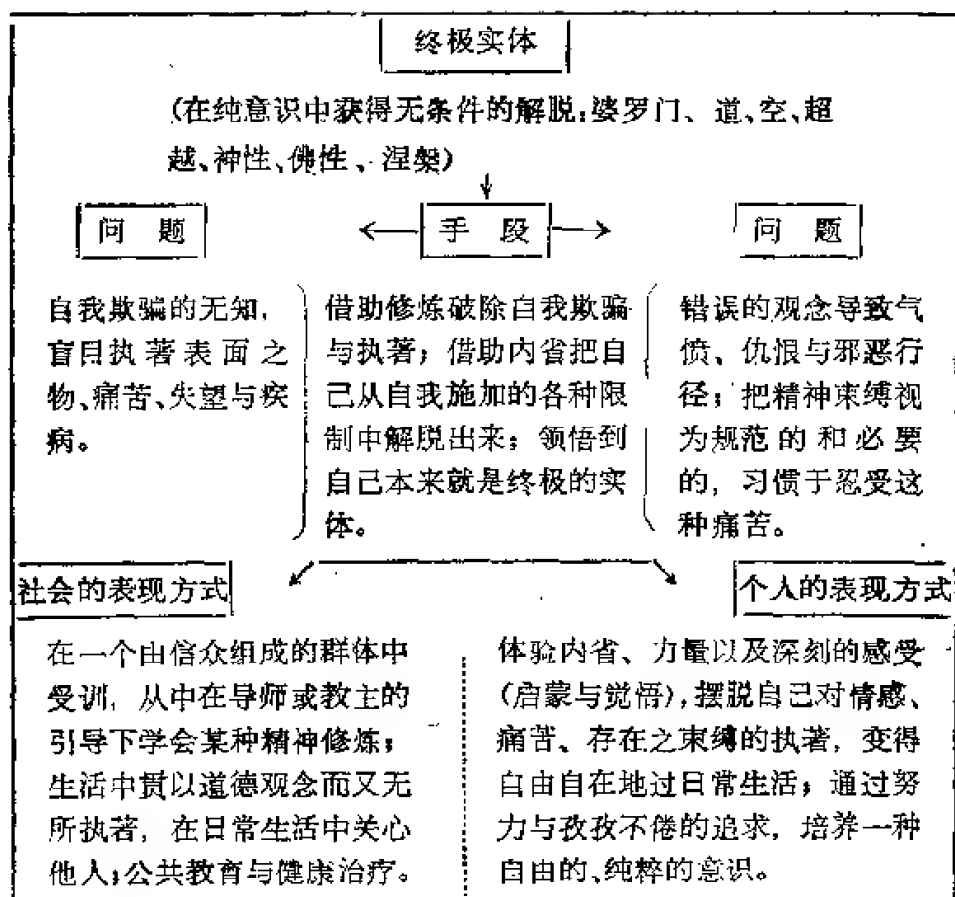 终极实体
(在纯意识中获得无条件的解脱:婆罗门、道、空、超
越、神性、佛性、涅槃)
问 题
手 段
问 题
自我欺骗的无知,
盲目执著表面之
物、痛苦、失望与疾
病。
借助修炼破除自我欺骗
与执著;借助内省把自
己从自我施加的各种限
制中解脱出来;领悟到
自己本来就是终极的实
体。
错误的观念导致气
愤、仇恨与邪恶行
径;把精神束缚视
为规范的和必要
的,习惯于忍受这
种痛苦。
社会的表现方式
个人的表现方式
在一个由信众组成的群体中
受训,从中在导师或教主的
引导下学会某种精神修炼;
生活中贯以道德观念而又无
所执著,在日常生活中关心
他人;公共教育与健康治疗。
体验内省、力量以及深刻的感受
(启蒙与觉悟),摆脱自己对情感、
痛苦、存在之束缚的执著,变得
自由自在地过日常生活;通过努
力与孜孜不倦的追求,培养一种
自由的、纯粹的意识。